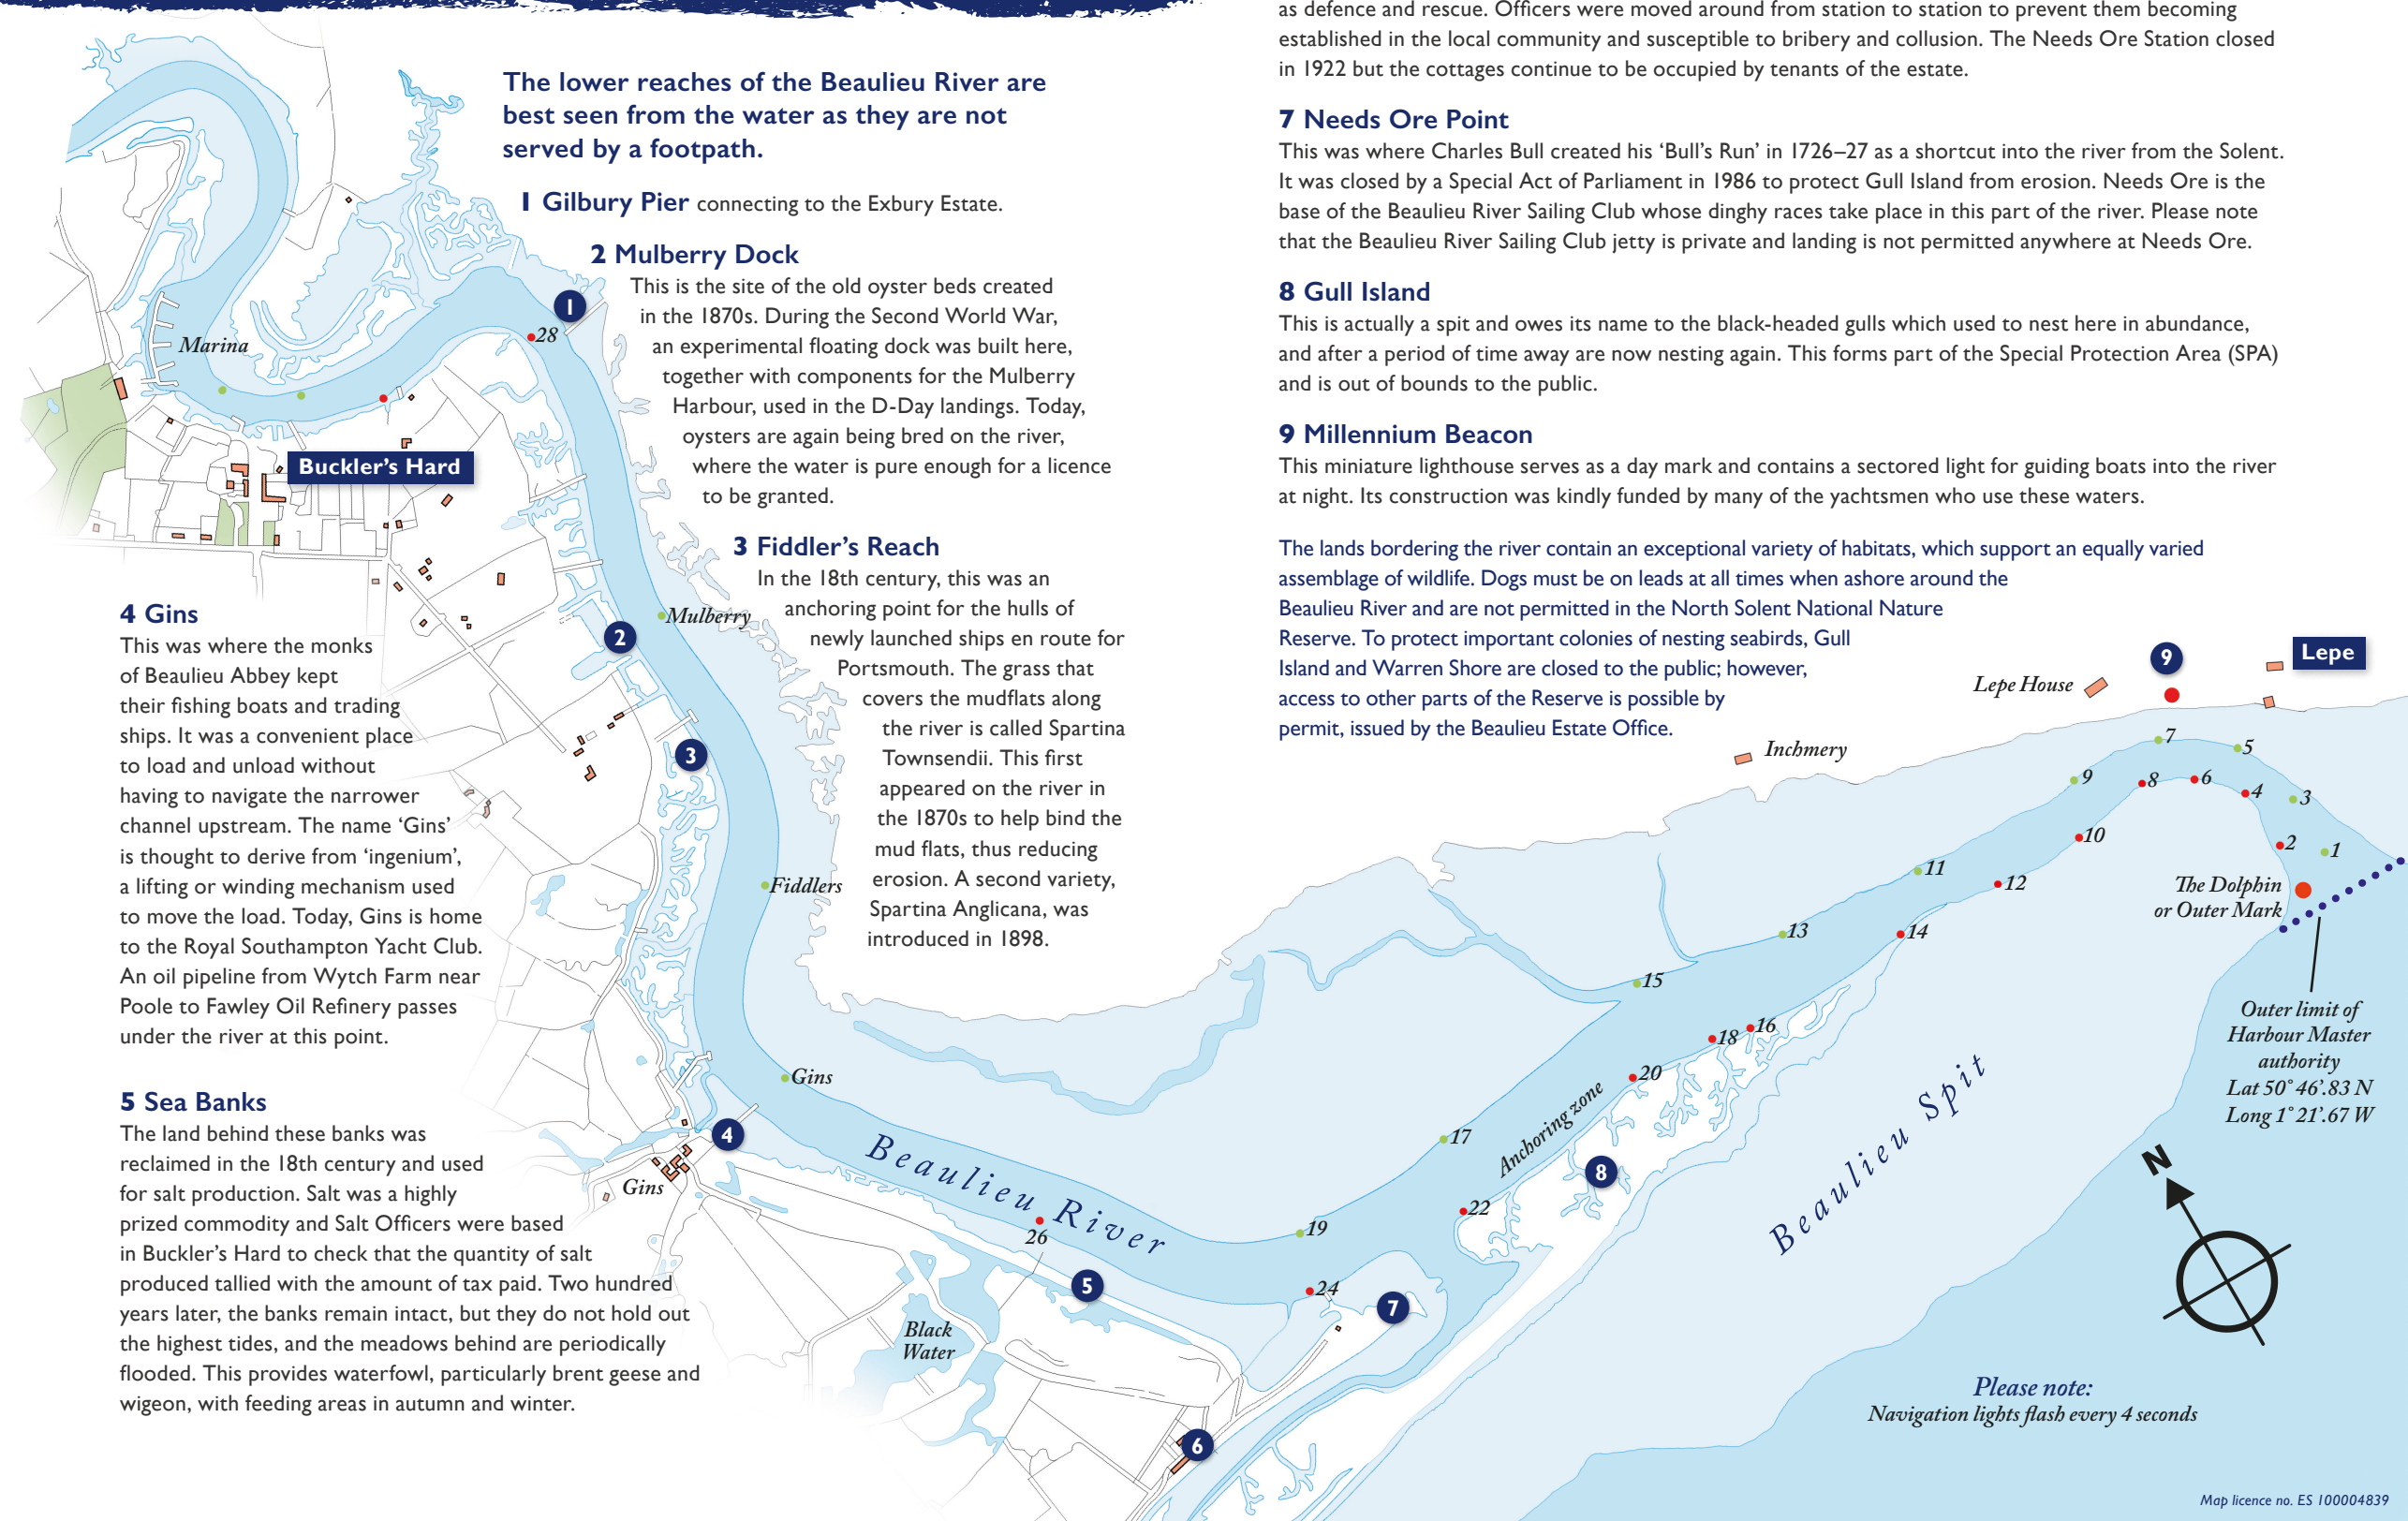 The lower reaches of the Beaulieu River are
best seen from the water as they are not
served by a footpath.
1 Gilbury Pier connecting to the Exbury Estate.
2 Mulberry Dock
This is the site of the old oyster beds created
in the 1870s. During the Second World War,
an experimental floating dock was built here,
together with components for the Mulberry
Harbour, used in the D-Day landings. Today,
oysters are again being bred on the river,
where the water is pure enough for a licence
to be granted.
3 Fiddler's Reach
In the 18th century, this was an
anchoring point for the hulls of
newly launched ships en route for
Portsmouth. The grass that
covers the mudflats along
the river is called Spartina
Townsendii. This first
appeared on the river in
the 1870s to help bind the
mud flats, thus reducing
erosion. A second variety,
Spartina Anglicana, was
introduced in 1898.
4 Gins
This was where the monks
of Beaulieu Abbey kept
their fishing boats and trading
ships. It was a convenient place
to load and unload without
having to navigate the narrower
channel upstream. The name ‘Gins’
is thought to derive from ‘ingenium’,
a lifting or winding mechanism used
to move the load. Today, Gins is home
to the Royal Southampton Yacht Club.
An oil pipeline from Wytch Farm near
Poole to Fawley Oil Refinery passes
under the river at this point.
5 Sea Banks
The land behind these banks was
reclaimed in the 18th century and used
for salt production. Salt was a highly
prized commodity and Salt Officers were based
in Buckler's Hard to check that the quantity of salt
produced tallied with the amount of tax paid. Two hundred
years later, the banks remain intact, but they do not hold out
the highest tides, and the meadows behind are periodically
flooded. This provides waterfowl, particularly brent geese and
wigeon, with feeding areas in autumn and winter.
as defence and rescue. Officers were moved around from station to station to prevent them becoming
established in the local community and susceptible to bribery and collusion. The Needs Ore Station closed
in 1922 but the cottages continue to be occupied by tenants of the estate.
7 Needs Ore Point
This was where Charles Bull created his ‘Bull's Run’ in 1726–27 as a shortcut into the river from the Solent.
It was closed by a Special Act of Parliament in 1986 to protect Gull Island from erosion. Needs Ore is the
base of the Beaulieu River Sailing Club whose dinghy races take place in this part of the river. Please note
that the Beaulieu River Sailing Club jetty is private and landing is not permitted anywhere at Needs Ore.
8 Gull Island
This is actually a spit and owes its name to the black-headed gulls which used to nest here in abundance,
and after a period of time away are now nesting again. This forms part of the Special Protection Area (SPA)
and is out of bounds to the public.
9 Millennium Beacon
This miniature lighthouse serves as a day mark and contains a sectored light for guiding boats into the river
at night. Its construction was kindly funded by many of the yachtsmen who use these waters.
The lands bordering the river contain an exceptional variety of habitats, which support an equally varied
assemblage of wildlife. Dogs must be on leads at all times when ashore around the
Beaulieu River and are not permitted in the North Solent National Nature
Reserve. To protect important colonies of nesting seabirds, Gull
Island and Warren Shore are closed to the public; however,
access to other parts of the Reserve is possible by
permit, issued by the Beaulieu Estate Office.
Marina
1
28
Buckler's Hard
Mulberry
2
3
Fiddlers
Gins
4
Gins
Beaulieu River
26
5
Black
Water
6
7
24
19
22
17
8
Anchoring zone
20
18
16
15
13
14
11
12
10
9
8
7
6
5
4
3
2
1
Beaulieu Spit
Inchmery
Lepe House
9
Lepe
The Dolphin
or Outer Mark
Outer limit of
Harbour Master
authority
Lat 50° 46'.83 N
Long 1° 21'.67 W
N
Please note:
Navigation lights flash every 4 seconds
Map licence no. ES 100004839